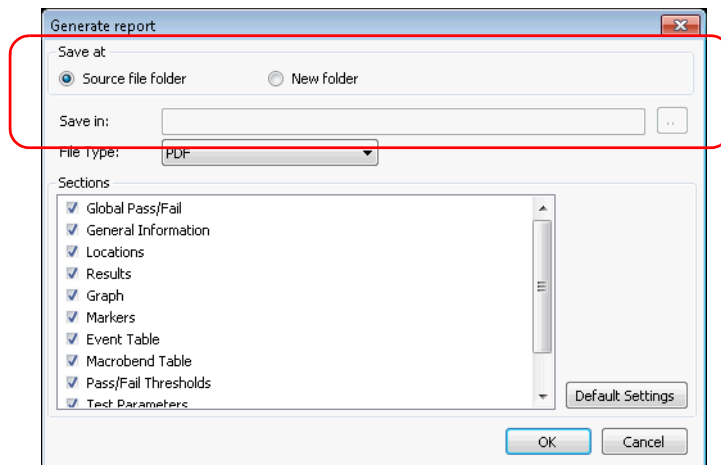 Generate report
Save at
Source file folder
New folder
Save in:
..
File Type:
PDF
Sections
Global Pass/Fail
General Information
Locations
Results
Graph
Markers
Event Table
Macrobend Table
Pass/Fail Thresholds
Test Parameters
Default Settings
OK
Cancel